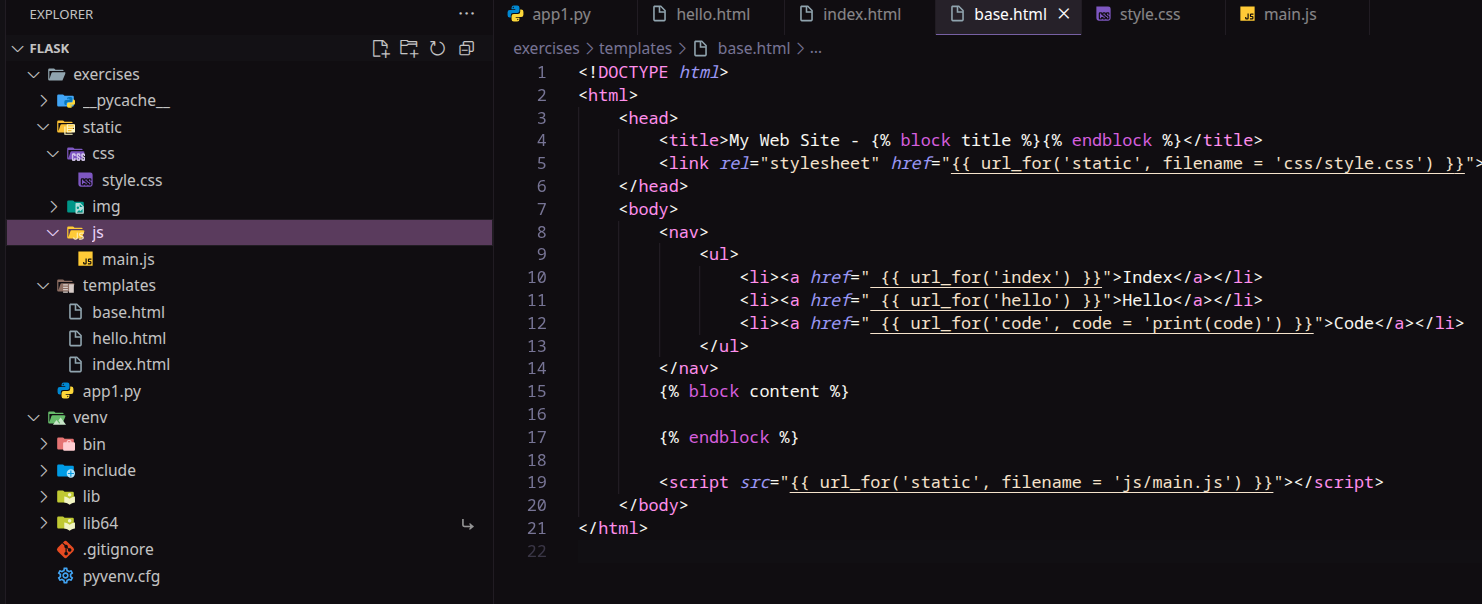 EXPLORER
FLASK
exercises
__pycache__
static
css
style.css
img
js
main.js
templates
base.html
hello.html
index.html
app1.py
venv
bin
include
lib
lib64
.gitignore
pyvenv.cfg
app1.py hello.html index.html base.html style.css main.js
exercises > templates > base.html > ...
1 <!DOCTYPE html>
2 <html>
3     <head>
4         <title>My Web Site - {% block title %}{% endblock %}</title>
5         <link rel="stylesheet" href="{{ url_for('static', filename = 'css/style.css') }}">
6     </head>
7     <body>
8         <nav>
9             <ul>
10                 <li><a href=" {{ url_for('index') }}">Index</a></li>
11                 <li><a href=" {{ url_for('hello') }}">Hello</a></li>
12                 <li><a href=" {{ url_for('code', code = 'print(code)') }}">Code</a></li>
13             </ul>
14         </nav>
15         {% block content %}
16
17         {% endblock %}
18
19         <script src="{{ url_for('static', filename = 'js/main.js') }}"></script>
20     </body>
21 </html>
22